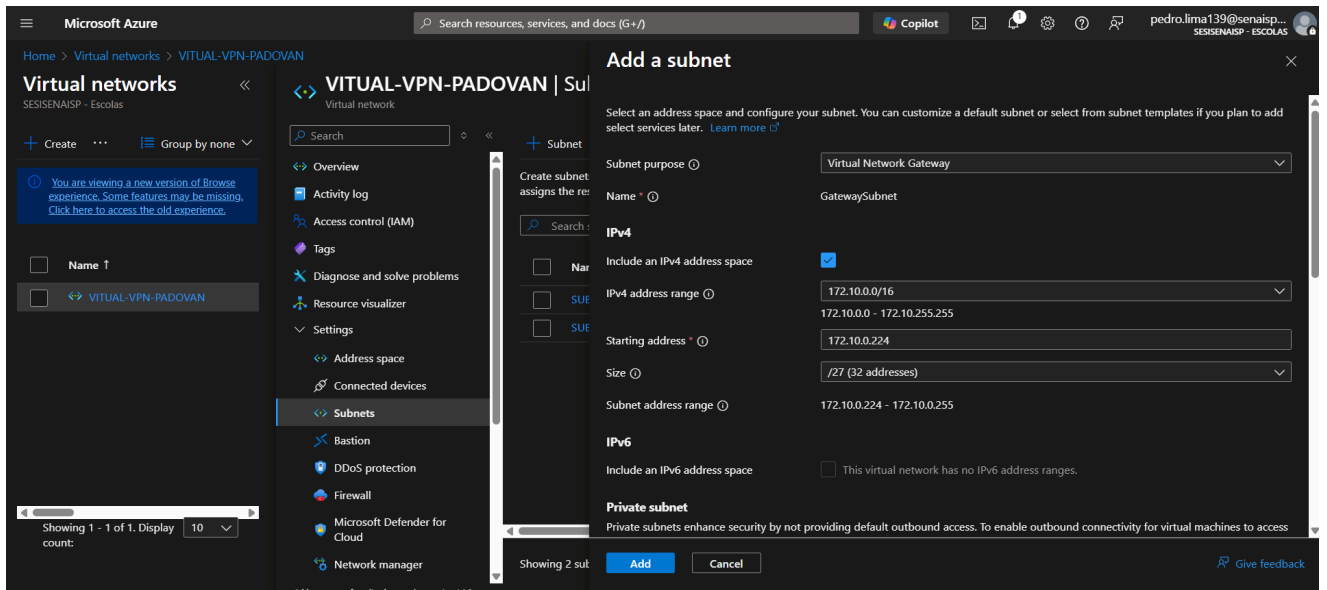 Microsoft Azure
Search resources, services, and docs (G+/)
Copilot
1
pedro.lima139@senaisp...
SESISENAISP - ESCOLAS
Home > Virtual networks > VITUAL-VPN-PADOVAN
Virtual networks
SESISENAISP - Escolas
+ Create ...
Group by none
You are viewing a new version of Browse
experience. Some features may be missing.
Click here to access the old experience.
Name ↑
VITUAL-VPN-PADOVAN
Showing 1 - 1 of 1. Display 10
count:
VITUAL-VPN-PADOVAN | Sul
Virtual network
Search
Overview
Activity log
Access control (IAM)
Tags
Diagnose and solve problems
Resource visualizer
Settings
Address space
Connected devices
Subnets
Bastion
DDoS protection
Firewall
Microsoft Defender for
Cloud
Network manager
+ Subnet
Create subnet
assigns the res
Search s
Nar
SUB
SUB
Showing 2 sub
Add a subnet
Select an address space and configure your subnet. You can customize a default subnet or select from subnet templates if you plan to add
select services later. Learn more
Subnet purpose
Virtual Network Gateway
Name *
GatewaySubnet
IPv4
Include an IPv4 address space
IPv4 address range
172.10.0.0/16
172.10.0.0 - 172.10.255.255
Starting address *
172.10.0.224
Size
/27 (32 addresses)
Subnet address range
172.10.0.224 - 172.10.0.255
IPv6
Include an IPv6 address space
This virtual network has no IPv6 address ranges.
Private subnet
Private subnets enhance security by not providing default outbound access. To enable outbound connectivity for virtual machines to access
Add
Cancel
Give feedback